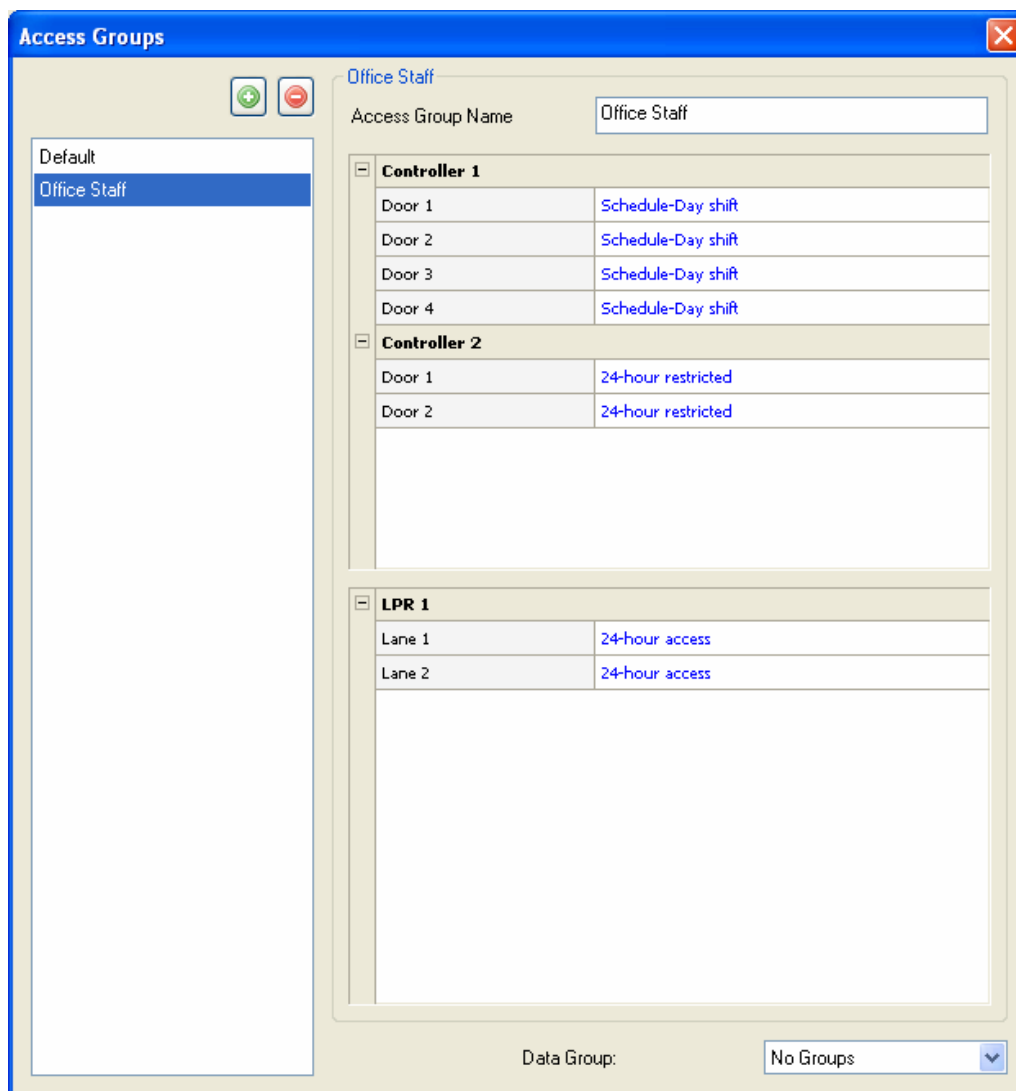 Access Groups
Default
Office Staff
Office Staff
Access Group Name Office Staff
Controller 1
Door 1 Schedule-Day shift
Door 2 Schedule-Day shift
Door 3 Schedule-Day shift
Door 4 Schedule-Day shift
Controller 2
Door 1 24-hour restricted
Door 2 24-hour restricted
LPR 1
Lane 1 24-hour access
Lane 2 24-hour access
Data Group: No Groups